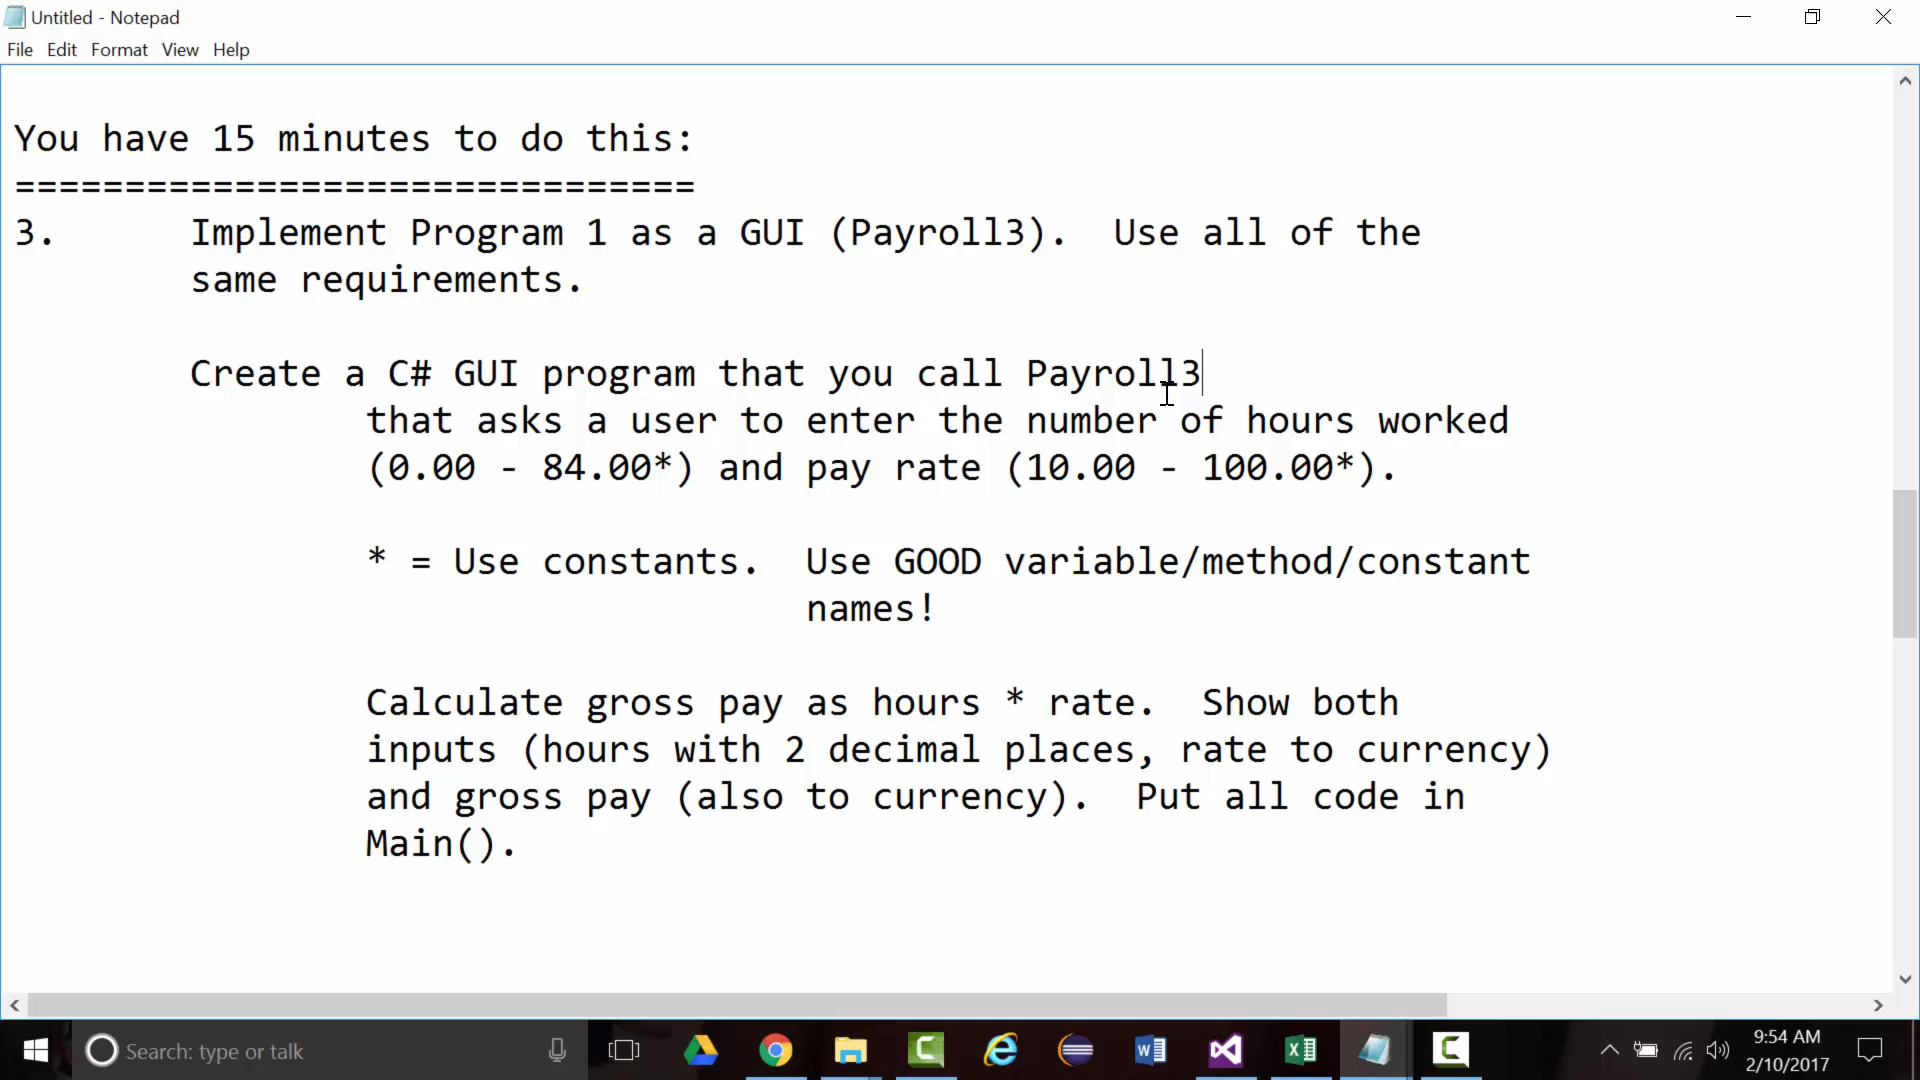 Untitled - Notepad
File Edit Format View Help
You have 15 minutes to do this:
===============================
3. Implement Program 1 as a GUI (Payroll3). Use all of the
same requirements.
Create a C# GUI program that you call Payroll3
that asks a user to enter the number of hours worked
(0.00 - 84.00*) and pay rate (10.00 - 100.00*).
* = Use constants. Use GOOD variable/method/constant
names!
Calculate gross pay as hours * rate. Show both
inputs (hours with 2 decimal places, rate to currency)
and gross pay (also to currency). Put all code in
Main().
Search: type or talk
9:54 AM
2/10/2017